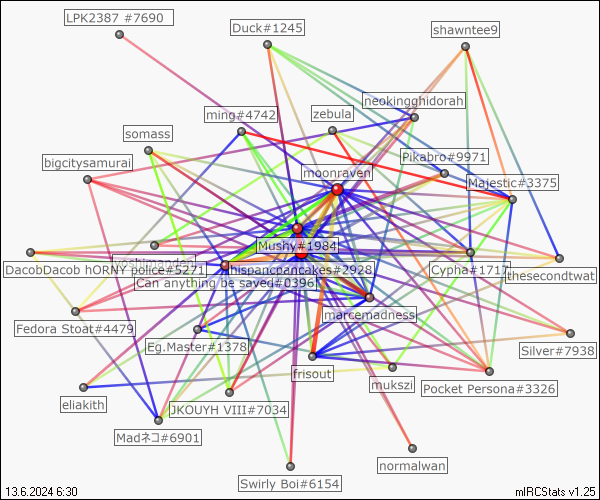 LPK2387 #7690
Duck#1245
shawntee9
neokingghidorah
ming#4742
zebula
somass
Pikabro#9971
bigcitysamurai
moonraven
Majestic#3375
Mushy#1984
DacobDacob hORNY police#5271
hispancpancakes#2928
Cypha#1717
thesecondtwat
Can anything be saved#0396
marcemadness
Fedora Stoat#4479
Eg.Master#1378
Silver#7938
frisout
mukszi
Pocket Persona#3326
eliakith
JKOUYH VIII#7034
Madネコ#6901
normalwan
Swirly Boi#6154
13.6.2024 6:30
mIRCStats v1.25